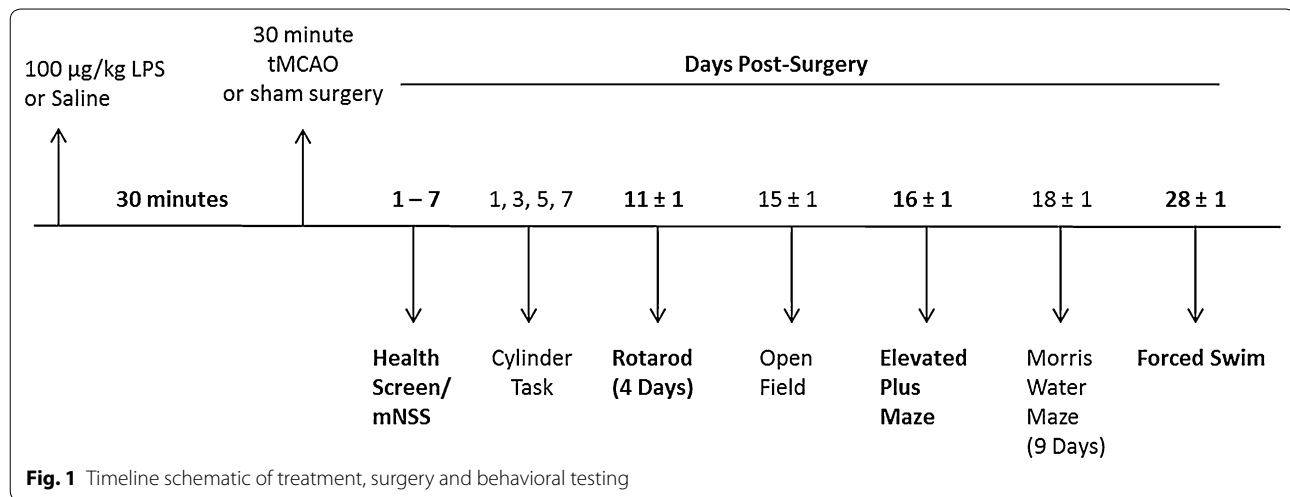 100 µg/kg LPS
or Saline
30 minute
tMCAO
or sham surgery
Days Post-Surgery
30 minutes
1 – 7
1, 3, 5, 7
11 ± 1
15 ± 1
16 ± 1
18 ± 1
28 ± 1
Health
Screen/
mNSS
Cylinder
Task
Rotarod
(4 Days)
Open
Field
Elevated
Plus
Maze
Morris
Water
Maze
(9 Days)
Forced Swim
Fig. 1 Timeline schematic of treatment, surgery and behavioral testing